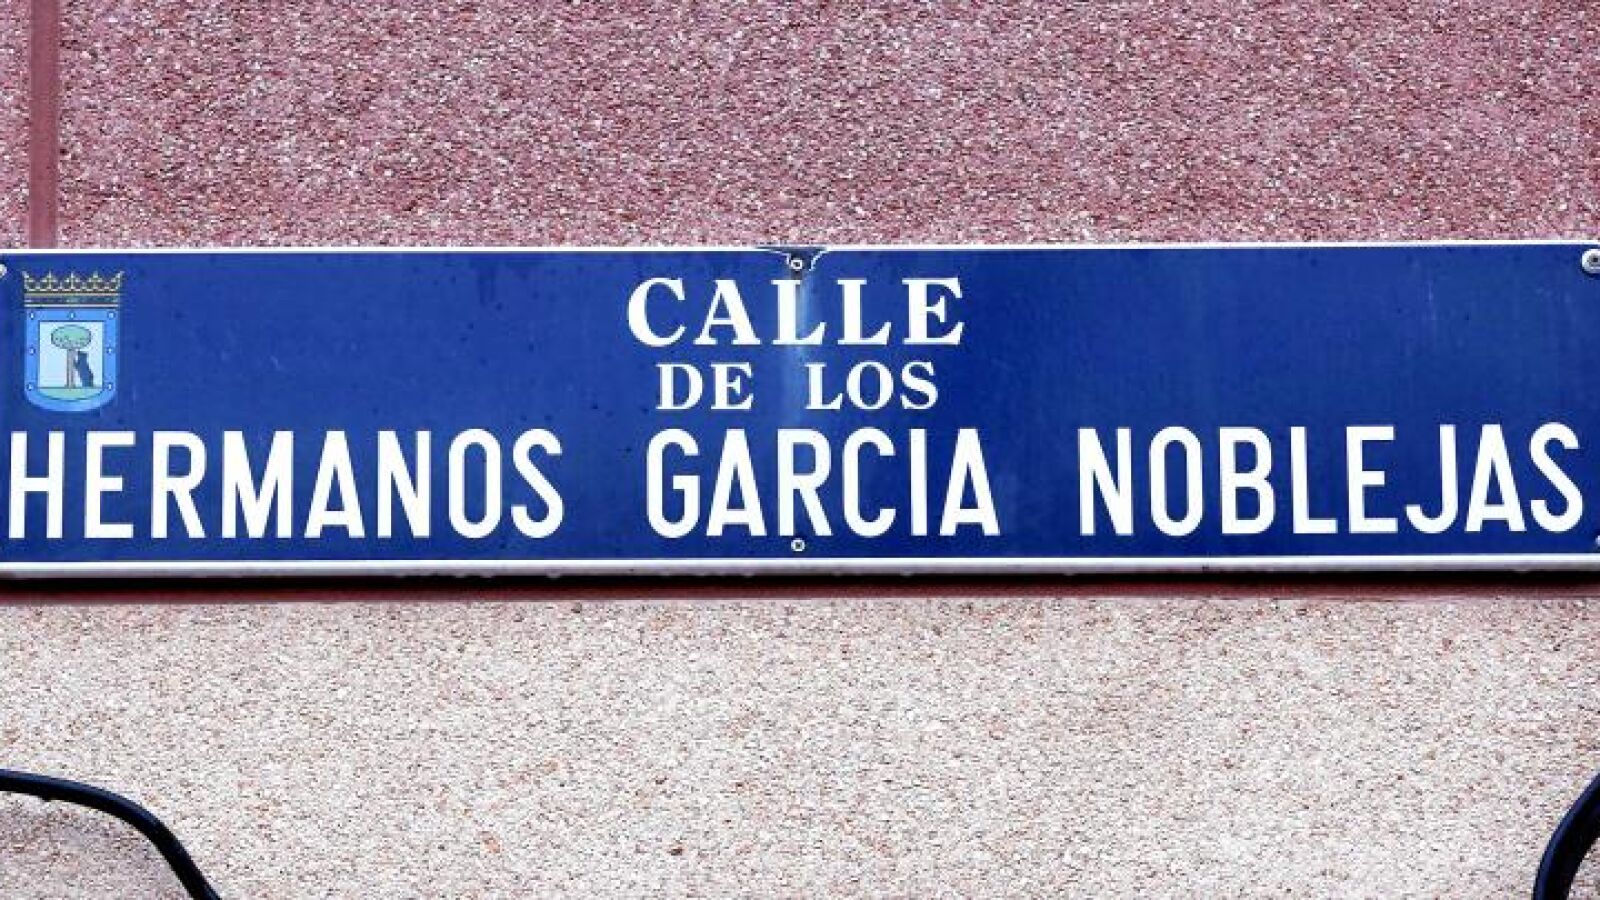 CALLE
DE LOS
HERMANOS GARCIA NOBLEJAS